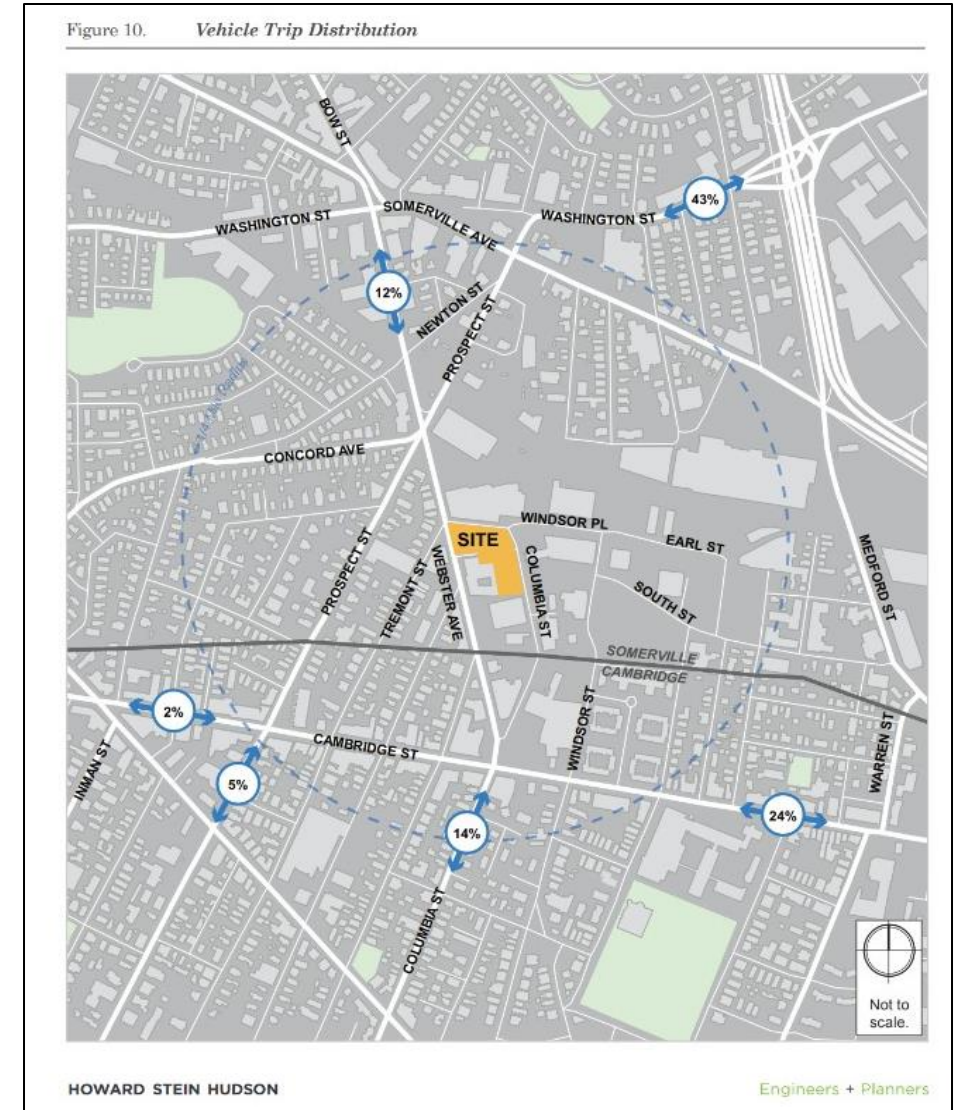 Figure 10. Vehicle Trip Distribution
BOW ST
WASHINGTON ST
SOMERVILLE AVE
WASHINGTON ST
43%
12%
NEWTON ST
PROSPECT ST
CONCORD AVE
SITE
WINDSOR PL
EARL ST
PROSPECT ST
TREMONT ST
WEBSTER AVE
COLUMBIA ST
SOUTH ST
MEDFORD ST
SOMERVILLE
CAMBRIDGE
2%
INMAN ST
5%
CAMBRIDGE ST
WINDSOR ST
WARREN ST
14%
24%
COLUMBIA ST
Not to
scale.
HOWARD STEIN HUDSON
Engineers + Planners